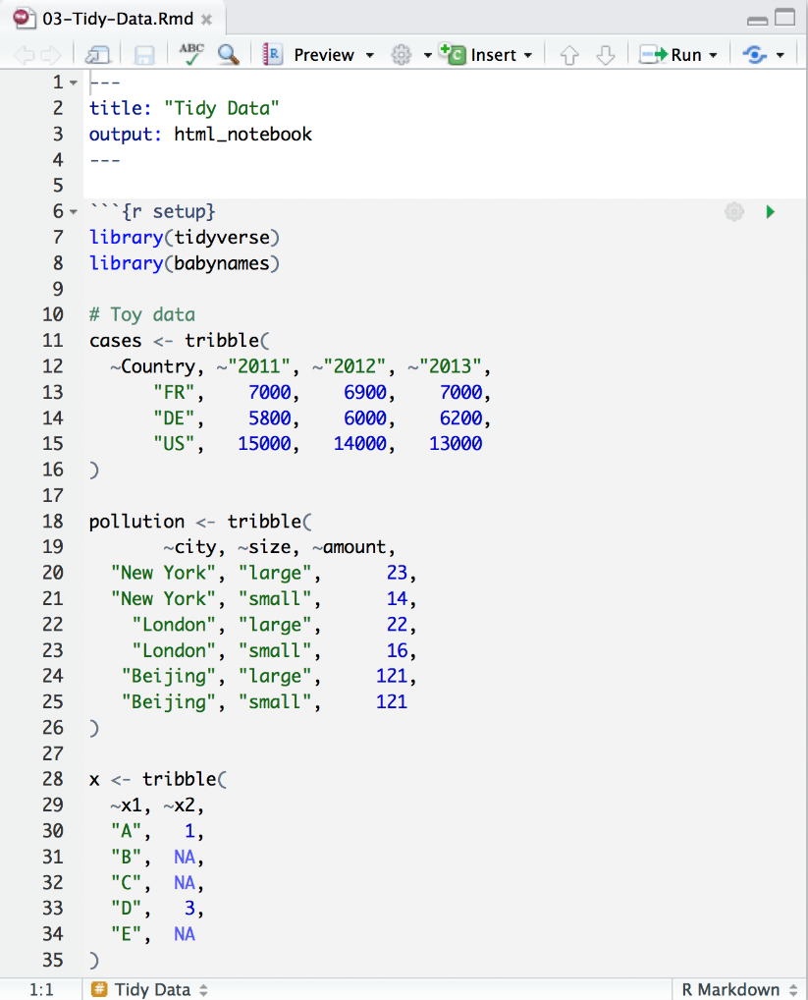 03-Tidy-Data.Rmd
ABC Preview Insert Run
1 ---
2 title: "Tidy Data"
3 output: html_notebook
4 ---
5
6 ```{r setup}
7 library(tidyverse)
8 library(babynames)
9
10 # Toy data
11 cases <- tribble(
12   ~Country, ~"2011", ~"2012", ~"2013",
13       "FR",    7000,    6900,    7000,
14       "DE",    5800,    6000,    6200,
15       "US",   15000,   14000,   13000
16 )
17
18 pollution <- tribble(
19        ~city, ~size, ~amount,
20   "New York", "large",      23,
21   "New York", "small",      14,
22     "London", "large",      22,
23     "London", "small",      16,
24    "Beijing", "large",     121,
25    "Beijing", "small",     121
26 )
27
28 x <- tribble(
29   ~x1, ~x2,
30   "A",   1,
31   "B",  NA,
32   "C",  NA,
33   "D",   3,
34   "E",  NA
35 )
1:1 # Tidy Data R Markdown